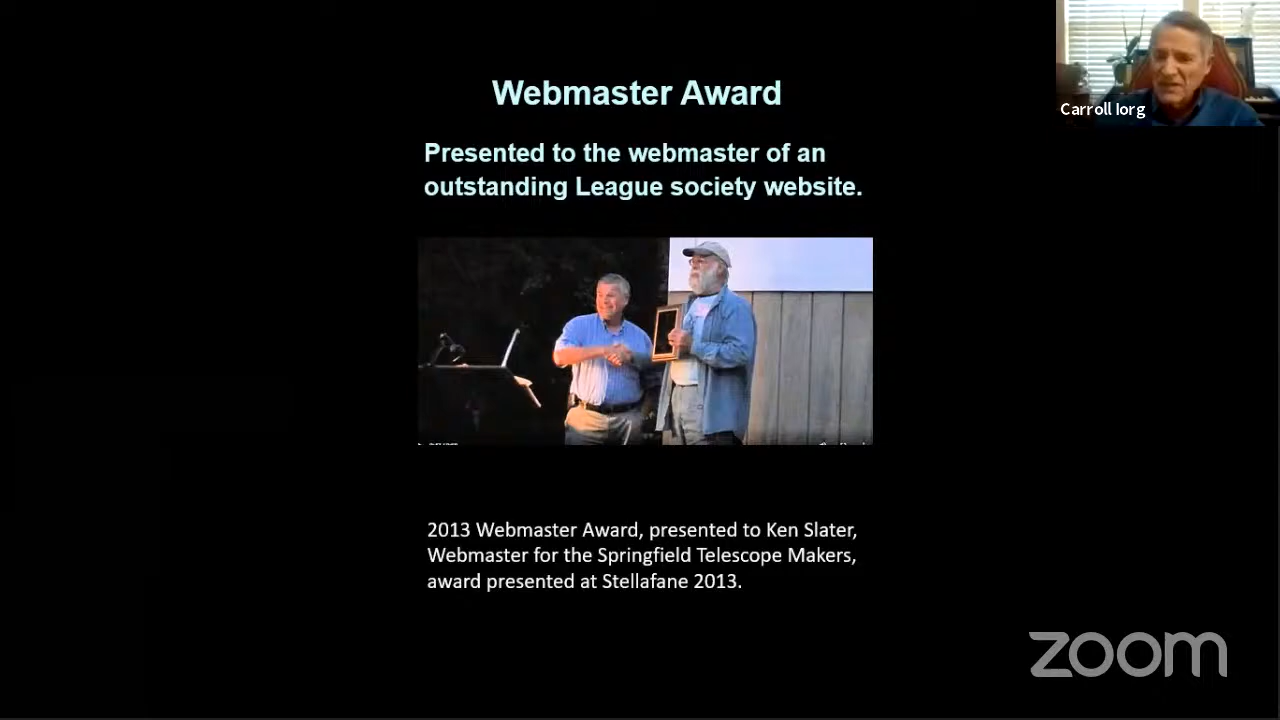 Webmaster Award
Carroll Iorg
Presented to the webmaster of an
outstanding League society website.
2013 Webmaster Award, presented to Ken Slater,
Webmaster for the Springfield Telescope Makers,
award presented at Stellafane 2013.
zoom